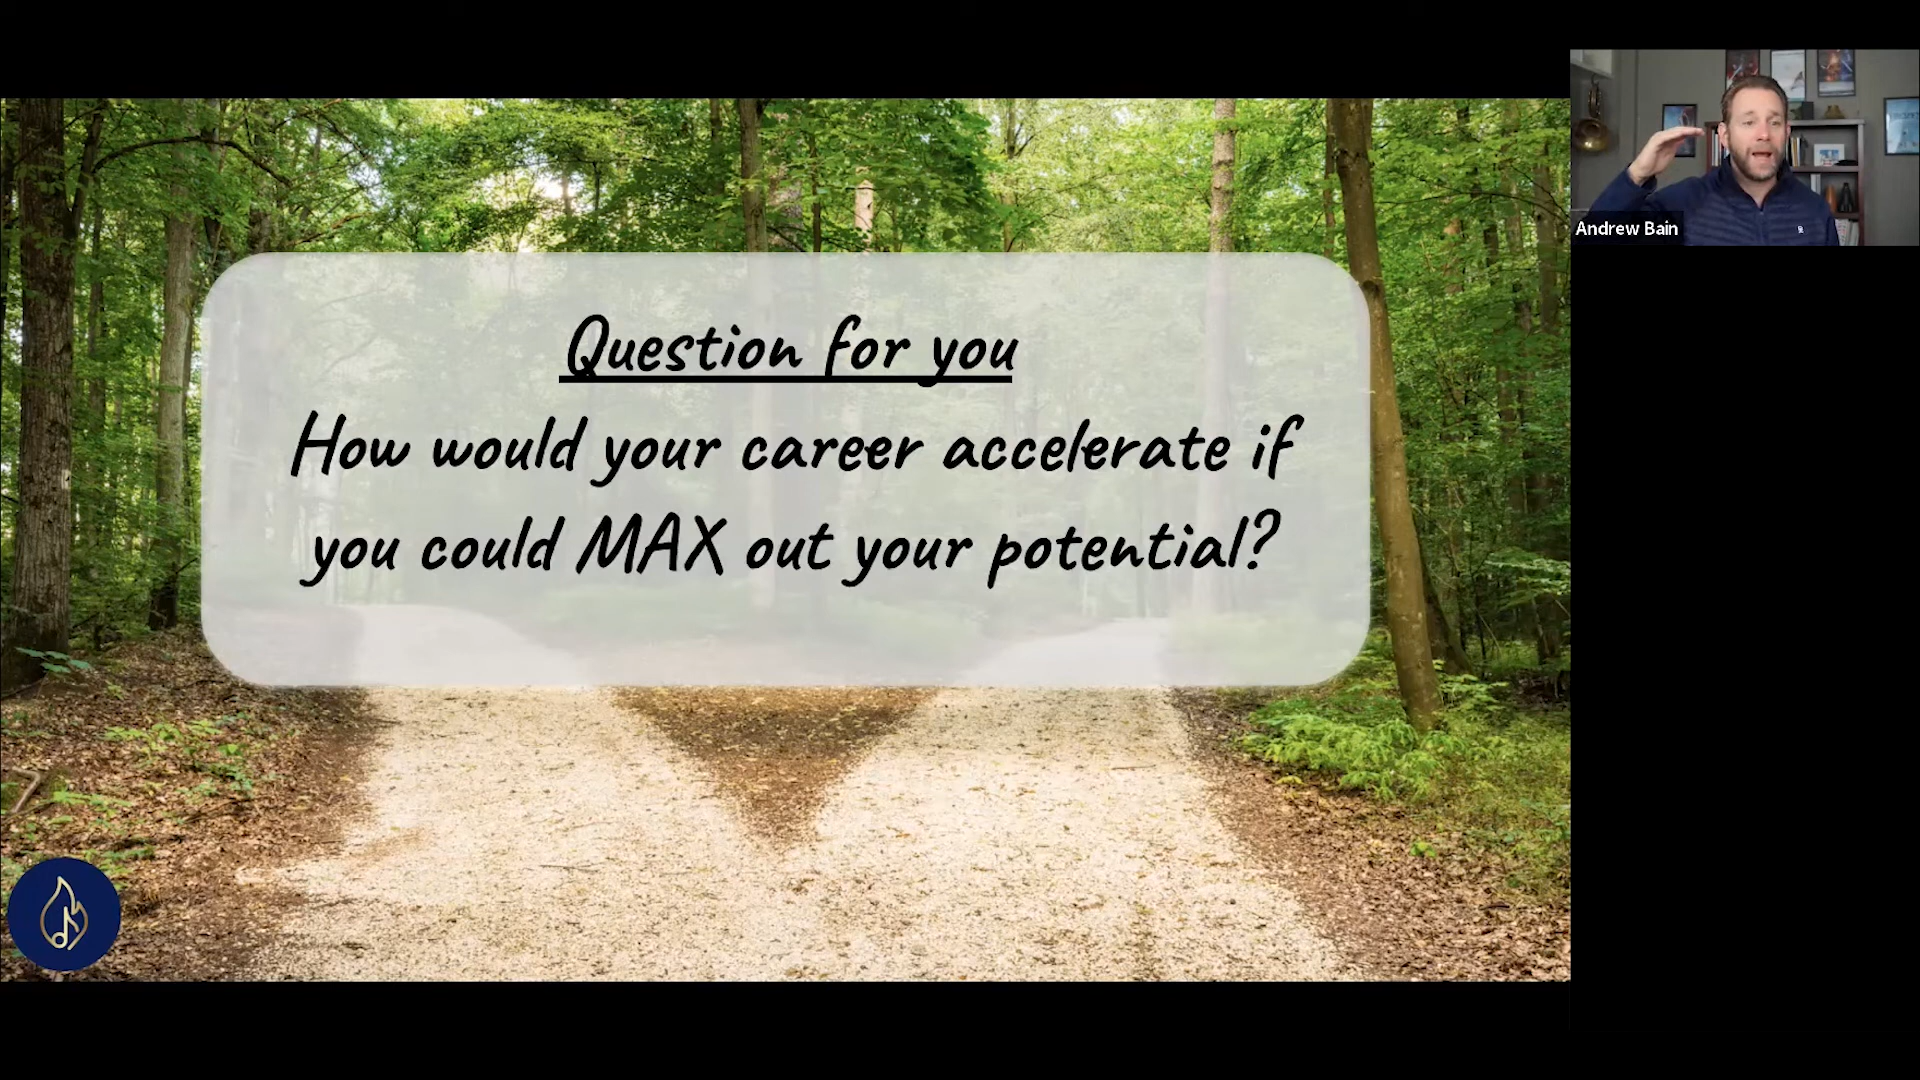 Question for you
How would your career accelerate if
you could MAX out your potential?
Andrew Bain